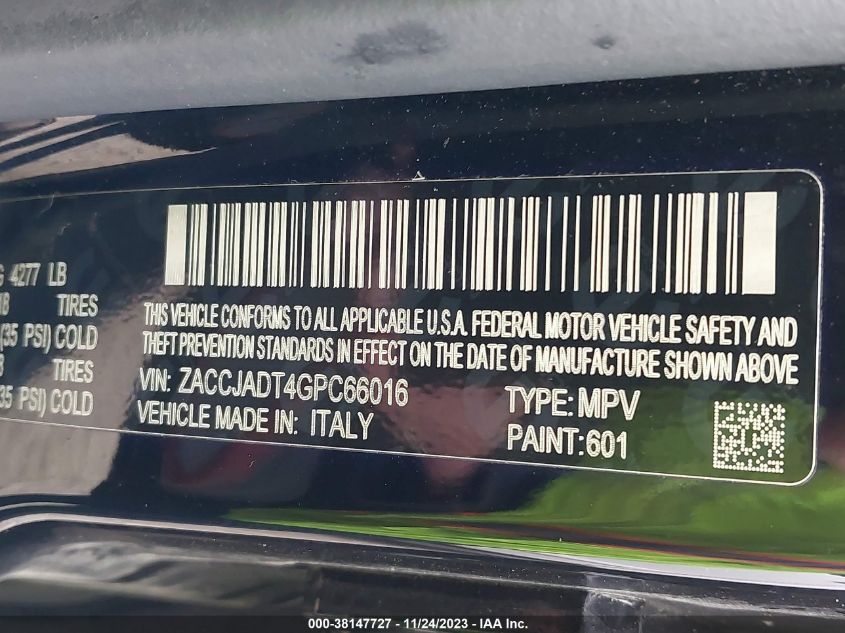 G 4277 LB
18 TIRES
(35 PSI) COLD
8 TIRES
35 PSI) COLD
THIS VEHICLE CONFORMS TO ALL APPLICABLE U.S.A. FEDERAL MOTOR VEHICLE SAFETY AND
THEFT PREVENTION STANDARDS IN EFFECT ON THE DATE OF MANUFACTURE SHOWN ABOVE
VIN: ZACCJADT4GPC66016
TYPE: MPV
VEHICLE MADE IN: ITALY
PAINT:601
000-38147727 - 11/24/2023 - IAA Inc.